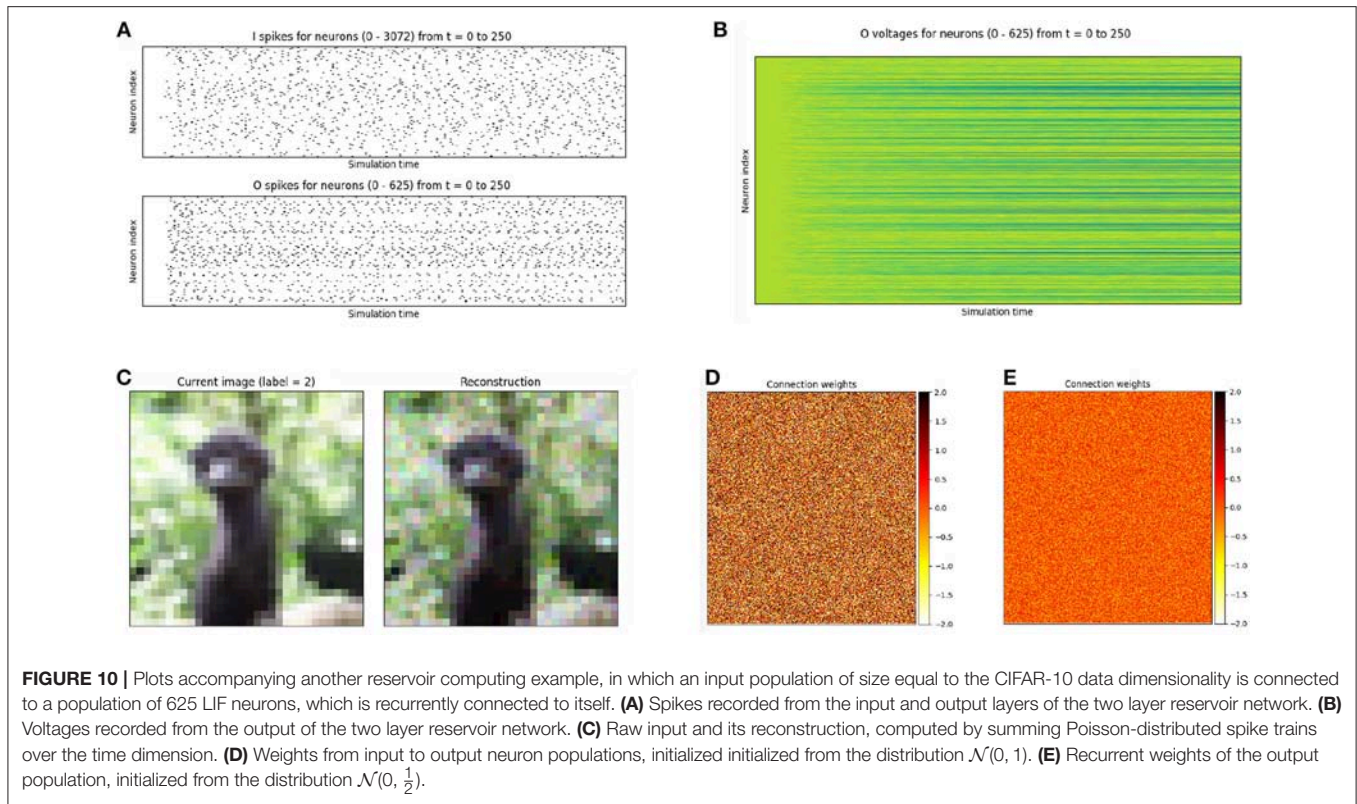 A
I spikes for neurons (0 - 3072) from t = 0 to 250
Neuron index
Simulation time
O spikes for neurons (0 - 625) from t = 0 to 250
Neuron index
Simulation time
B
O voltages for neurons (0 - 625) from t = 0 to 250
Neuron index
Simulation time
C
Current image (label = 2)
Reconstruction
D
Connection weights
2.0
1.5
1.0
0.5
0.0
−0.5
−1.0
−1.5
−2.0
E
Connection weights
2.0
1.5
1.0
0.5
0.0
−0.5
−1.0
−1.5
−2.0
FIGURE 10 | Plots accompanying another reservoir computing example, in which an input population of size equal to the CIFAR-10 data dimensionality is connected
to a population of 625 LIF neurons, which is recurrently connected to itself. (A) Spikes recorded from the input and output layers of the two layer reservoir network. (B)
Voltages recorded from the output of the two layer reservoir network. (C) Raw input and its reconstruction, computed by summing Poisson-distributed spike trains
over the time dimension. (D) Weights from input to output neuron populations, initialized initialized from the distribution 𝒩(0, 1). (E) Recurrent weights of the output
population, initialized from the distribution 𝒩(0, 1/2).